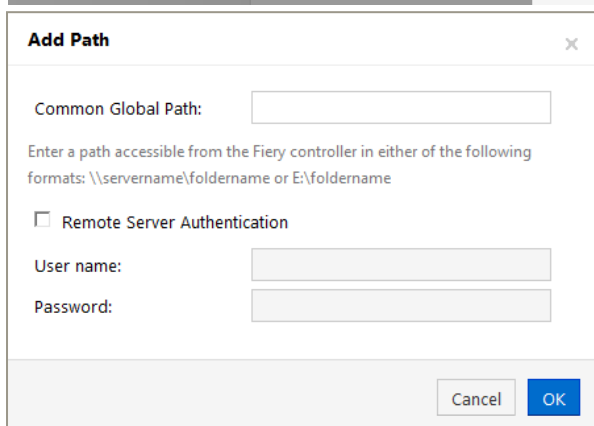 Add Path
Common Global Path:
Enter a path accessible from the Fiery controller in either of the following
formats: \\servername\foldername or E:\foldername
Remote Server Authentication
User name:
Password:
Cancel OK